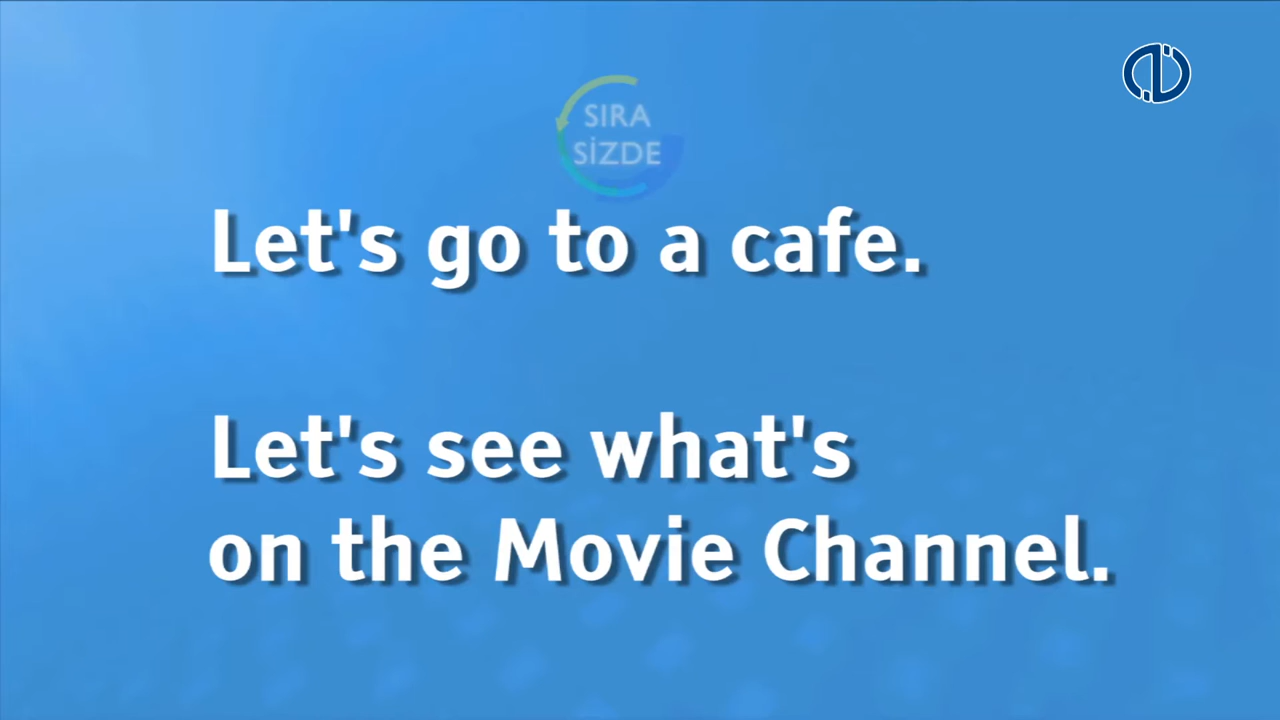 SIRA
SİZDE
Let's go to a cafe.
Let's see what's
on the Movie Channel.